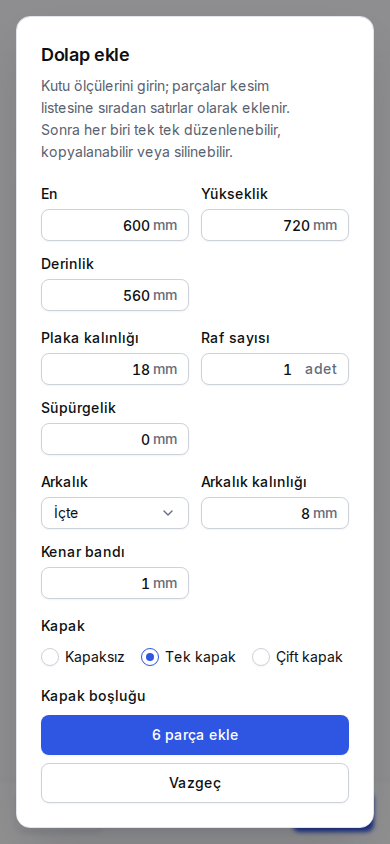 Dolap ekle
Kutu ölçülerini girin; parçalar kesim
listesine sıradan satırlar olarak eklenir.
Sonra her biri tek tek düzenlenebilir,
kopyalanabilir veya silinebilir.
En
Yükseklik
600 mm
720 mm
Derinlik
560 mm
Plaka kalınlığı
Raf sayısı
18 mm
1 adet
Süpürgelik
0 mm
Arkalık
Arkalık kalınlığı
İçte
8 mm
Kenar bandı
1 mm
Kapak
Kapaksız
Tek kapak
Çift kapak
Kapak boşluğu
6 parça ekle
Vazgeç